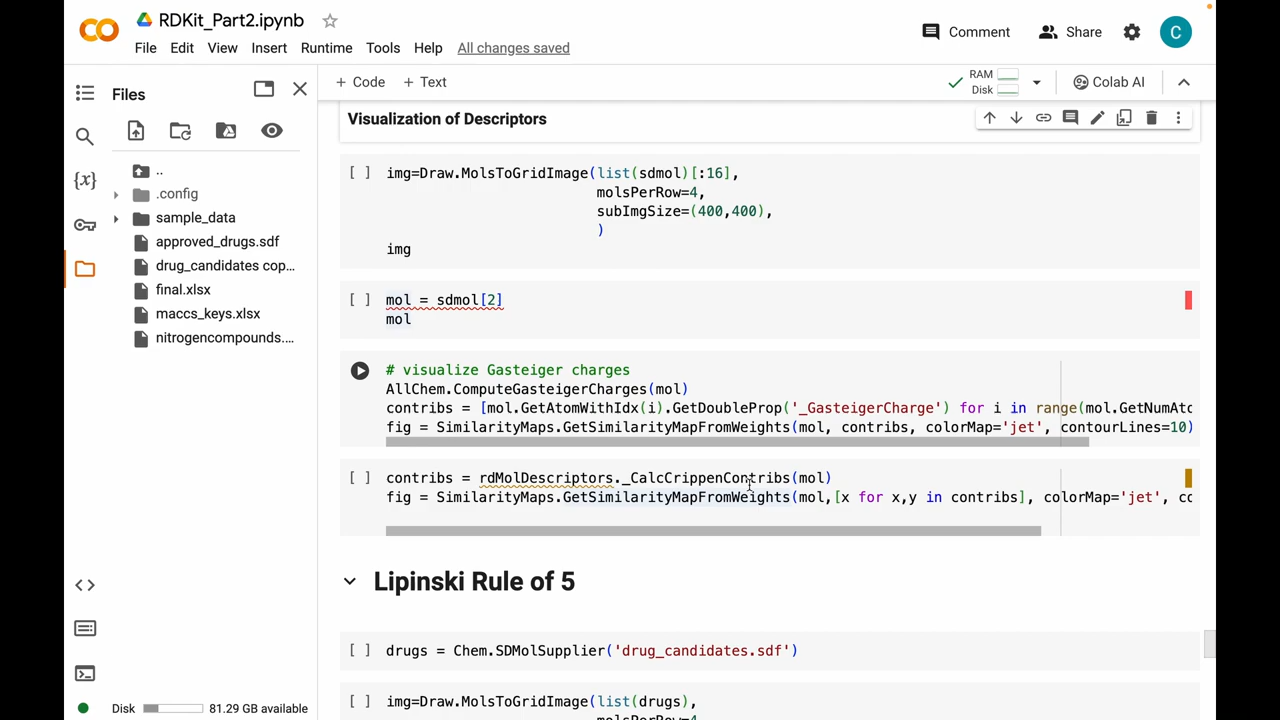 RDKit_Part2.ipynb
File Edit View Insert Runtime Tools Help All changes saved
Comment
Share
C
Files
+ Code + Text
RAM
Disk
Colab AI
{x}
..
.config
sample_data
approved_drugs.sdf
drug_candidates cop...
final.xlsx
maccs_keys.xlsx
nitrogencompounds....
Disk 81.29 GB available
Visualization of Descriptors
[ ] img=Draw.MolsToGridImage(list(sdmol)[:16],
molsPerRow=4,
subImgSize=(400,400),
)
img
[ ] mol = sdmol[2]
mol
# visualize Gasteiger charges
AllChem.ComputeGasteigerCharges(mol)
contribs = [mol.GetAtomWithIdx(i).GetDoubleProp('_GasteigerCharge') for i in range(mol.GetNumAtc
fig = SimilarityMaps.GetSimilarityMapFromWeights(mol, contribs, colorMap='jet', contourLines=10)
[ ] contribs = rdMolDescriptors._CalcCrippenContribs(mol)
fig = SimilarityMaps.GetSimilarityMapFromWeights(mol,[x for x,y in contribs], colorMap='jet', cc
Lipinski Rule of 5
[ ] drugs = Chem.SDMolSupplier('drug_candidates.sdf')
[ ] img=Draw.MolsToGridImage(list(drugs),
molsPerRow=4